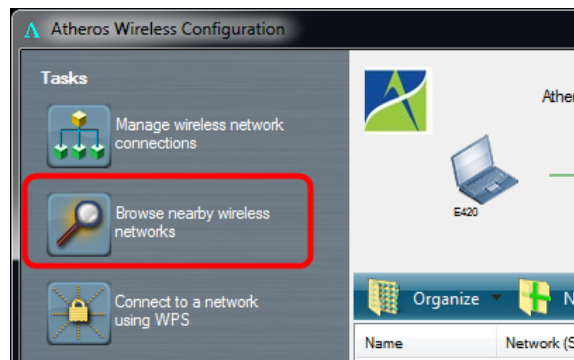 Atheros Wireless Configuration
Tasks
Manage wireless network
connections
Browse nearby wireless
networks
Connect to a network
using WPS
E420
Organize
Name
Network